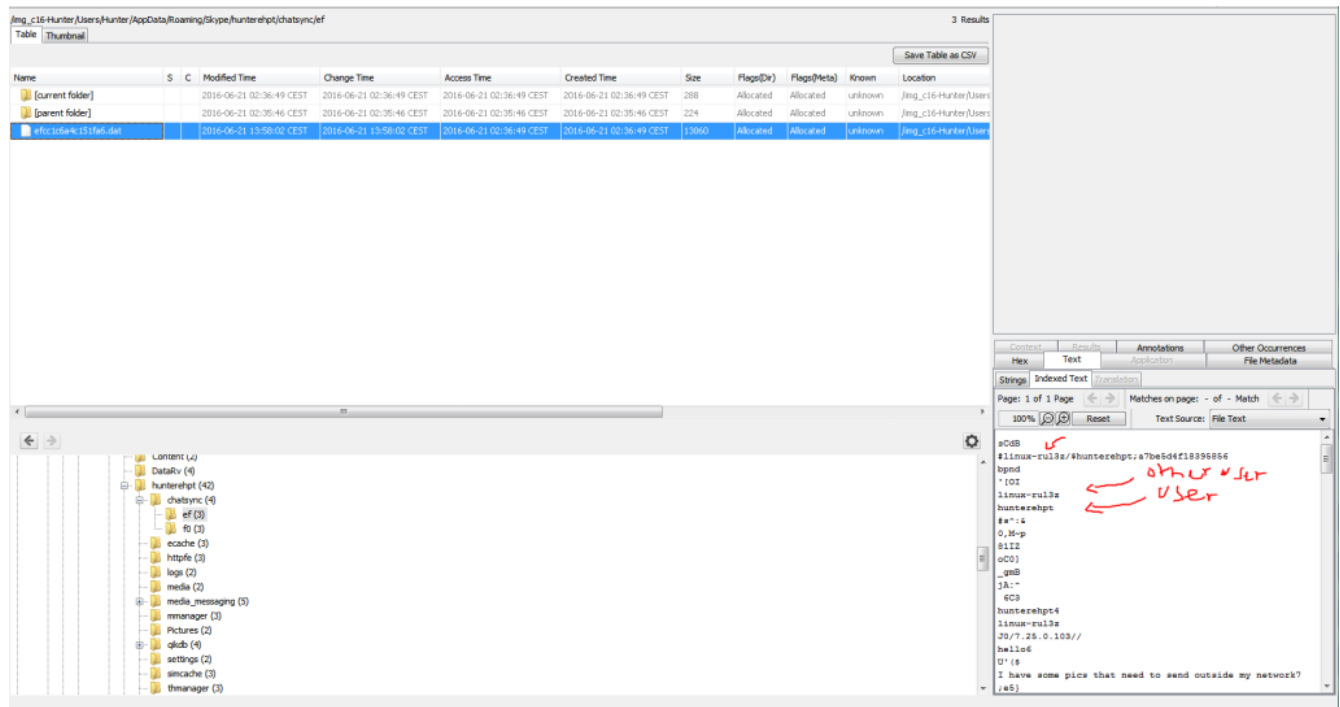 /img_c16-Hunter/Users/Hunter/AppData/Roaming/Skype/hunterehpt/chatsync/ef 3 Results
Table Thumbnail
Save Table as CSV
Name S C Modified Time Change Time Access Time Created Time Size Flags(Dir) Flags(Meta) Known Location
[current folder] 2016-06-21 02:36:49 CEST 2016-06-21 02:36:49 CEST 2016-06-21 02:36:49 CEST 2016-06-21 02:36:49 CEST 288 Allocated Allocated unknown /img_c16-Hunter/Users
[parent folder] 2016-06-21 02:35:46 CEST 2016-06-21 02:35:46 CEST 2016-06-21 02:35:46 CEST 2016-06-21 02:35:46 CEST 224 Allocated Allocated unknown /img_c16-Hunter/Users
efcc1c6a4c151fa6.dat 2016-06-21 13:58:02 CEST 2016-06-21 13:58:02 CEST 2016-06-21 02:36:49 CEST 2016-06-21 02:36:49 CEST 13060 Allocated Allocated unknown /img_c16-Hunter/Users
Content (2)
DataRv (4)
hunterehpt (42)
chatsync (4)
ef (3)
f0 (3)
ecache (3)
httpfe (3)
logs (2)
media (2)
media_messaging (5)
mmanager (3)
Pictures (2)
qikdb (4)
settings (2)
simcache (3)
thmanager (3)
Context Results Annotations Other Occurrences
Hex Text Application File Metadata
Strings Indexed Text Translation
Page: 1 of 1 Page Matches on page: - of - Match
100% Reset Text Source: File Text
sCdB
#linux-rul3z/$hunterehpt;a7be5d4f18395856
bpnd
"[OI
linux-rul3z other user
hunterehpt user
#s^:&
0,M~p
81IZ
oC0}
_gmB
jA:"
6C3
hunterehpt4
linux-rul3z
J0/7.25.0.103//
hello6
U'($
I have some pics that need to send outside my network7
;e5}